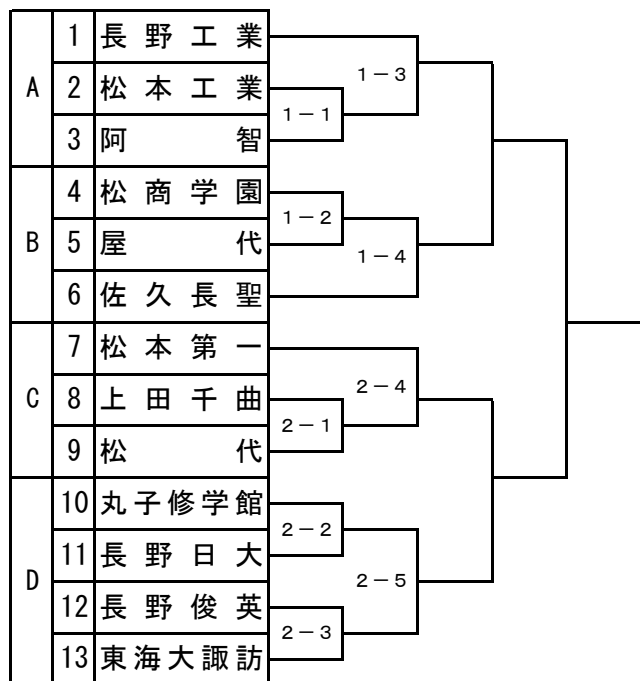 A
1 長野工業
2 松本工業
3 阿智
1－1
1－3
B
4 松商学園
5 屋代
6 佐久長聖
1－2
1－4
C
7 松本第一
8 上田千曲
9 松代
2－1
2－4
D
10 丸子修学館
11 長野日大
12 長野俊英
13 東海大諏訪
2－2
2－3
2－5